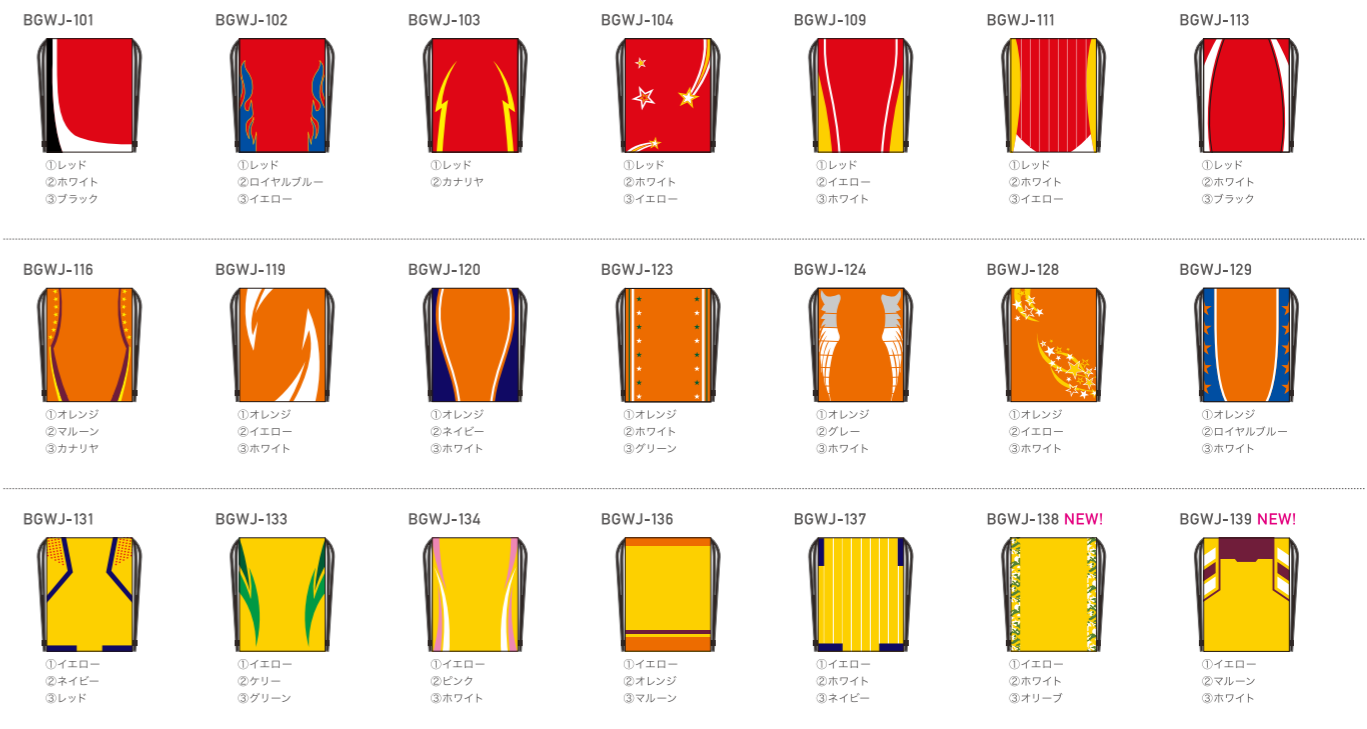 BGWJ-101
①レッド
②ホワイト
③ブラック
BGWJ-102
①レッド
②ロイヤルブルー
③イエロー
BGWJ-103
①レッド
②カナリヤ
BGWJ-104
①レッド
②ホワイト
③イエロー
BGWJ-109
①レッド
②イエロー
③ホワイト
BGWJ-111
①レッド
②ホワイト
③イエロー
BGWJ-113
①レッド
②ホワイト
③ブラック
BGWJ-116
①オレンジ
②マルーン
③カナリヤ
BGWJ-119
①オレンジ
②イエロー
③ホワイト
BGWJ-120
①オレンジ
②ネイビー
③ホワイト
BGWJ-123
①オレンジ
②ホワイト
③グリーン
BGWJ-124
①オレンジ
②グレー
③ホワイト
BGWJ-128
①オレンジ
②イエロー
③ホワイト
BGWJ-129
①オレンジ
②ロイヤルブルー
③ホワイト
BGWJ-131
①イエロー
②ネイビー
③レッド
BGWJ-133
①イエロー
②ケリー
③グリーン
BGWJ-134
①イエロー
②ピンク
③ホワイト
BGWJ-136
①イエロー
②オレンジ
③マルーン
BGWJ-137
①イエロー
②ホワイト
③ネイビー
BGWJ-138 NEW!
①イエロー
②ホワイト
③オリーブ
BGWJ-139 NEW!
①イエロー
②マルーン
③ホワイト